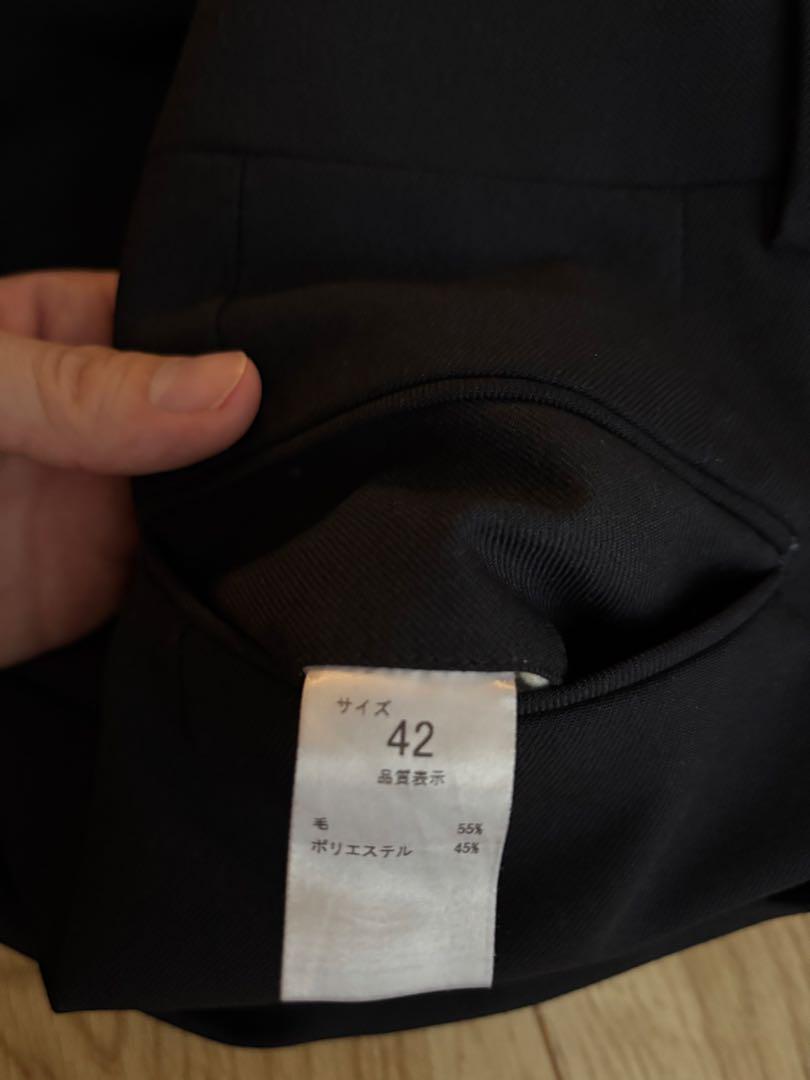 サイズ
42
品質表示
毛 55%
ポリエステル 45%